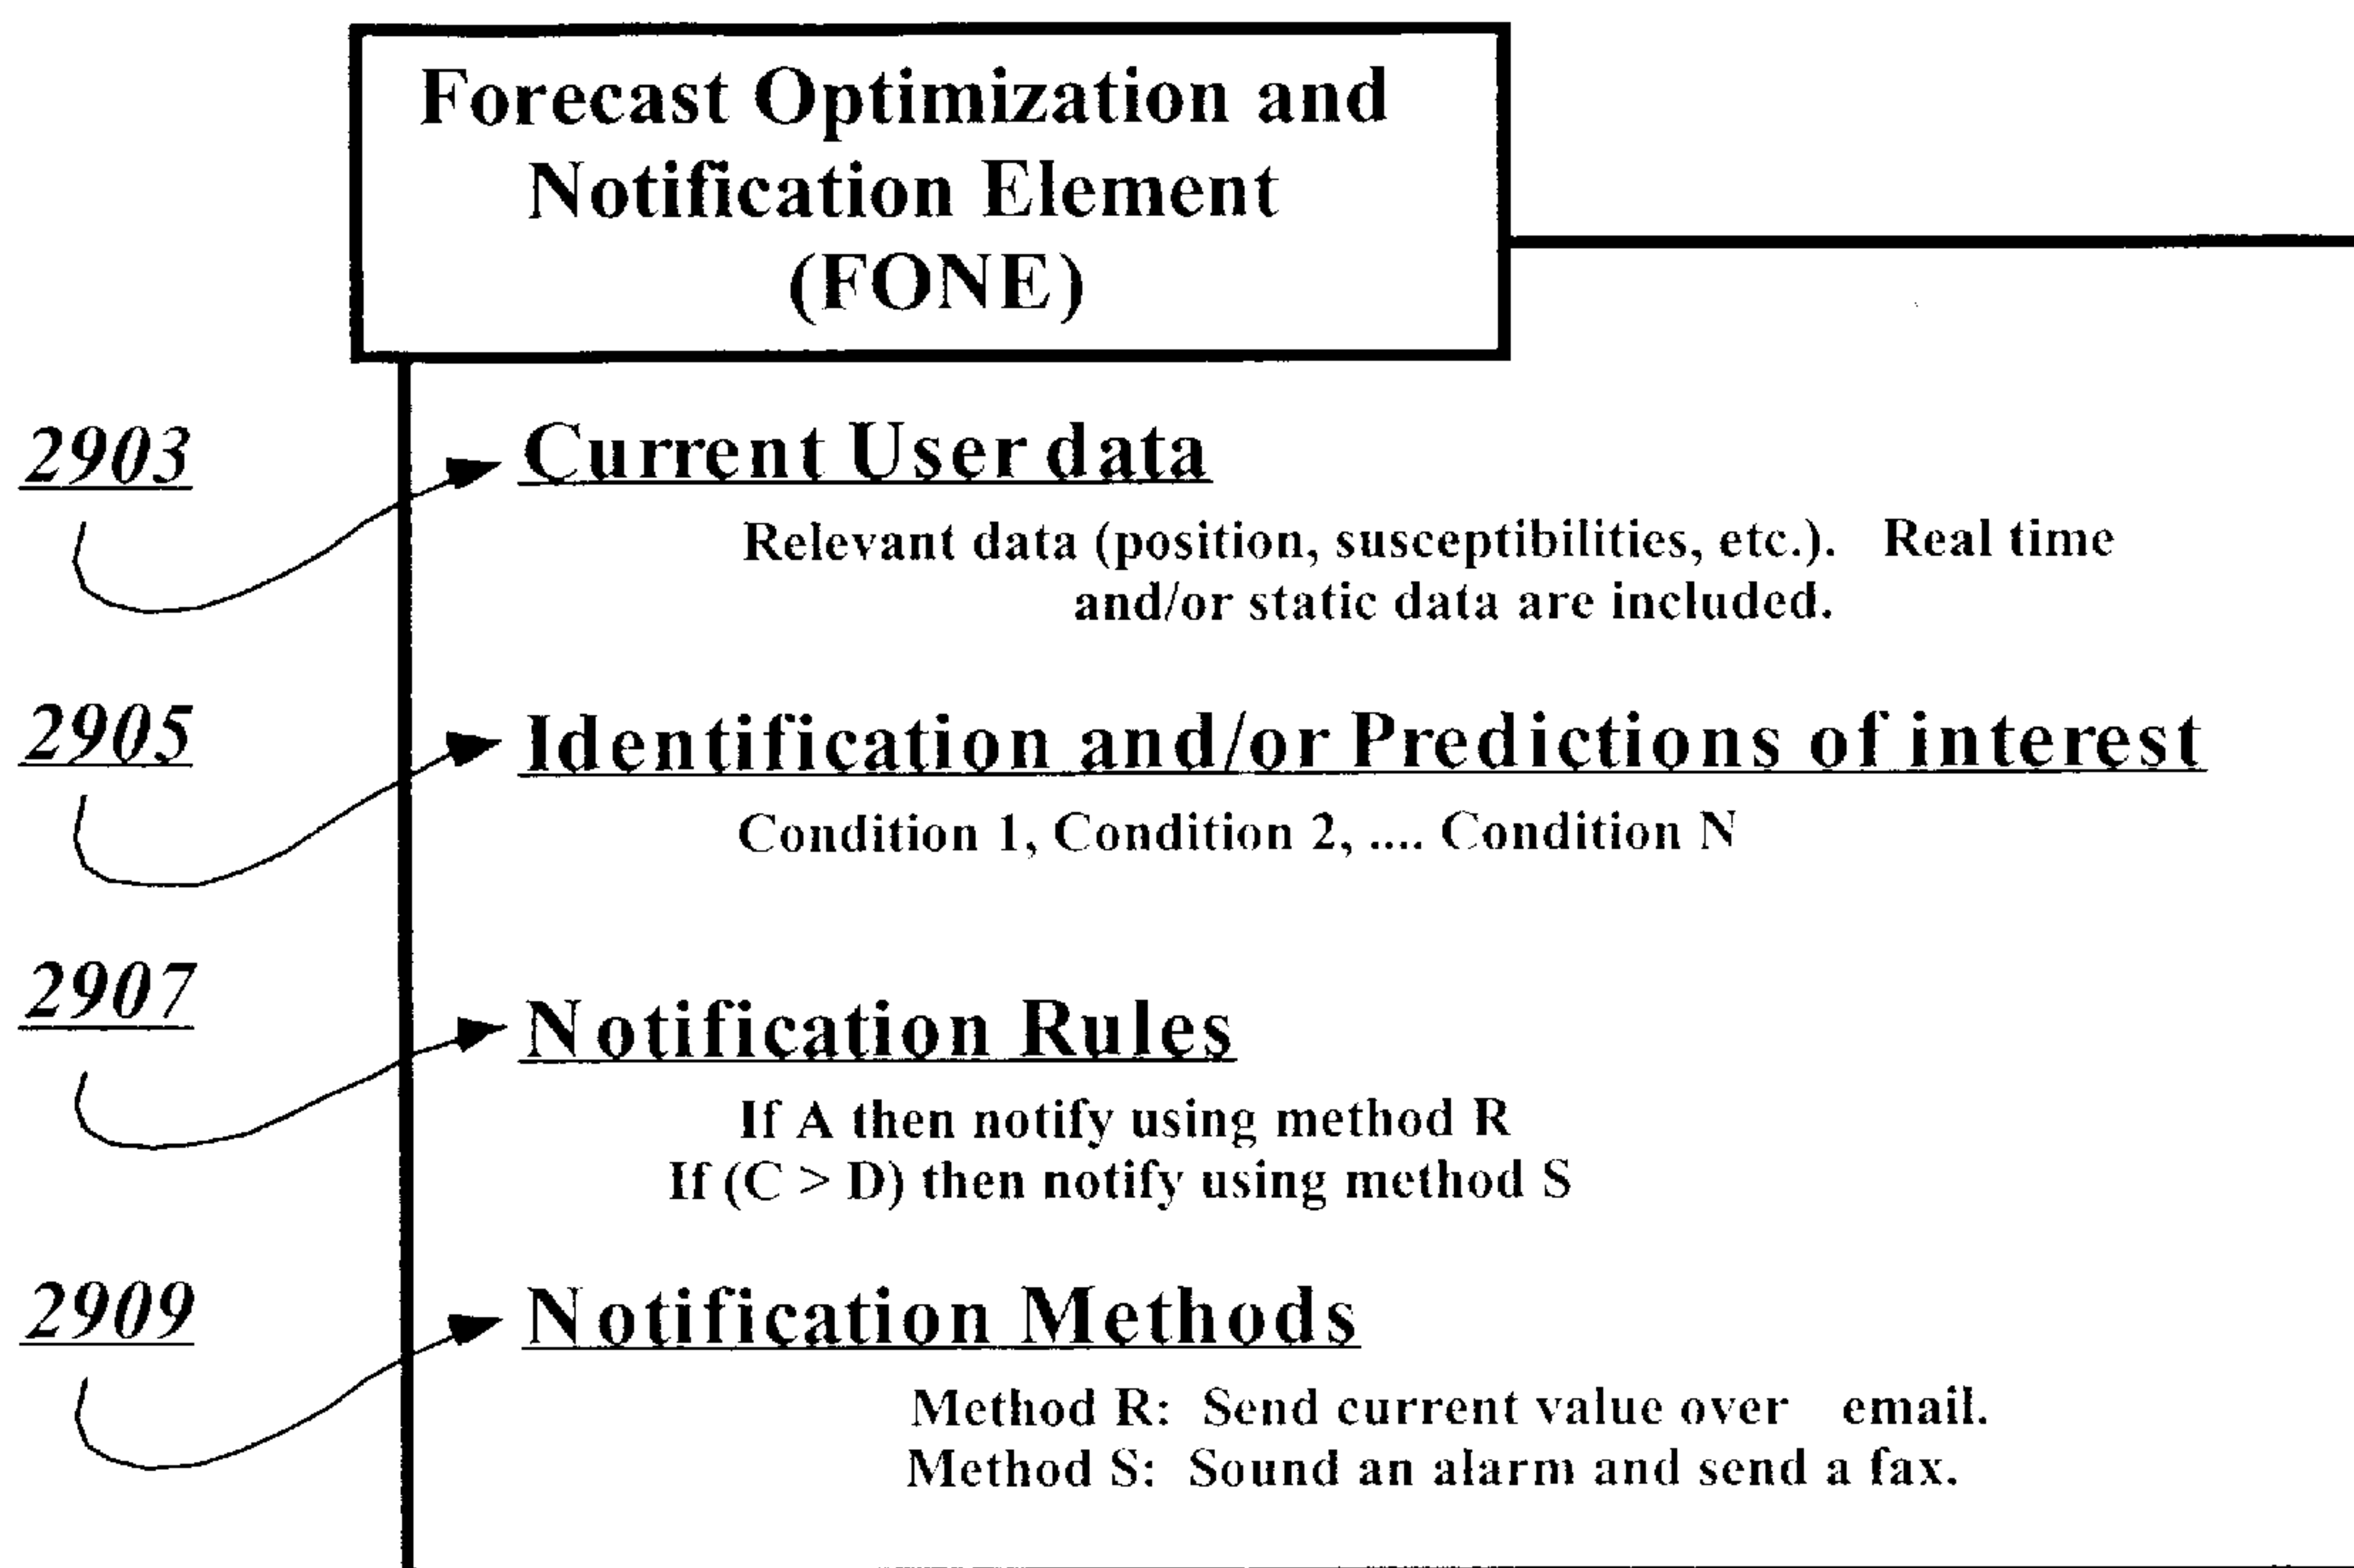 Forecast Optimization and
Notification Element
(FONE)
2903
Current User data
Relevant data (position, susceptibilities, etc.). Real time
and/or static data are included.
2905
Identification and/or Predictions of interest
Condition 1, Condition 2, .... Condition N
2907
Notification Rules
If A then notify using method R
If (C > D) then notify using method S
2909
Notification Methods
Method R: Send current value over email.
Method S: Sound an alarm and send a fax.